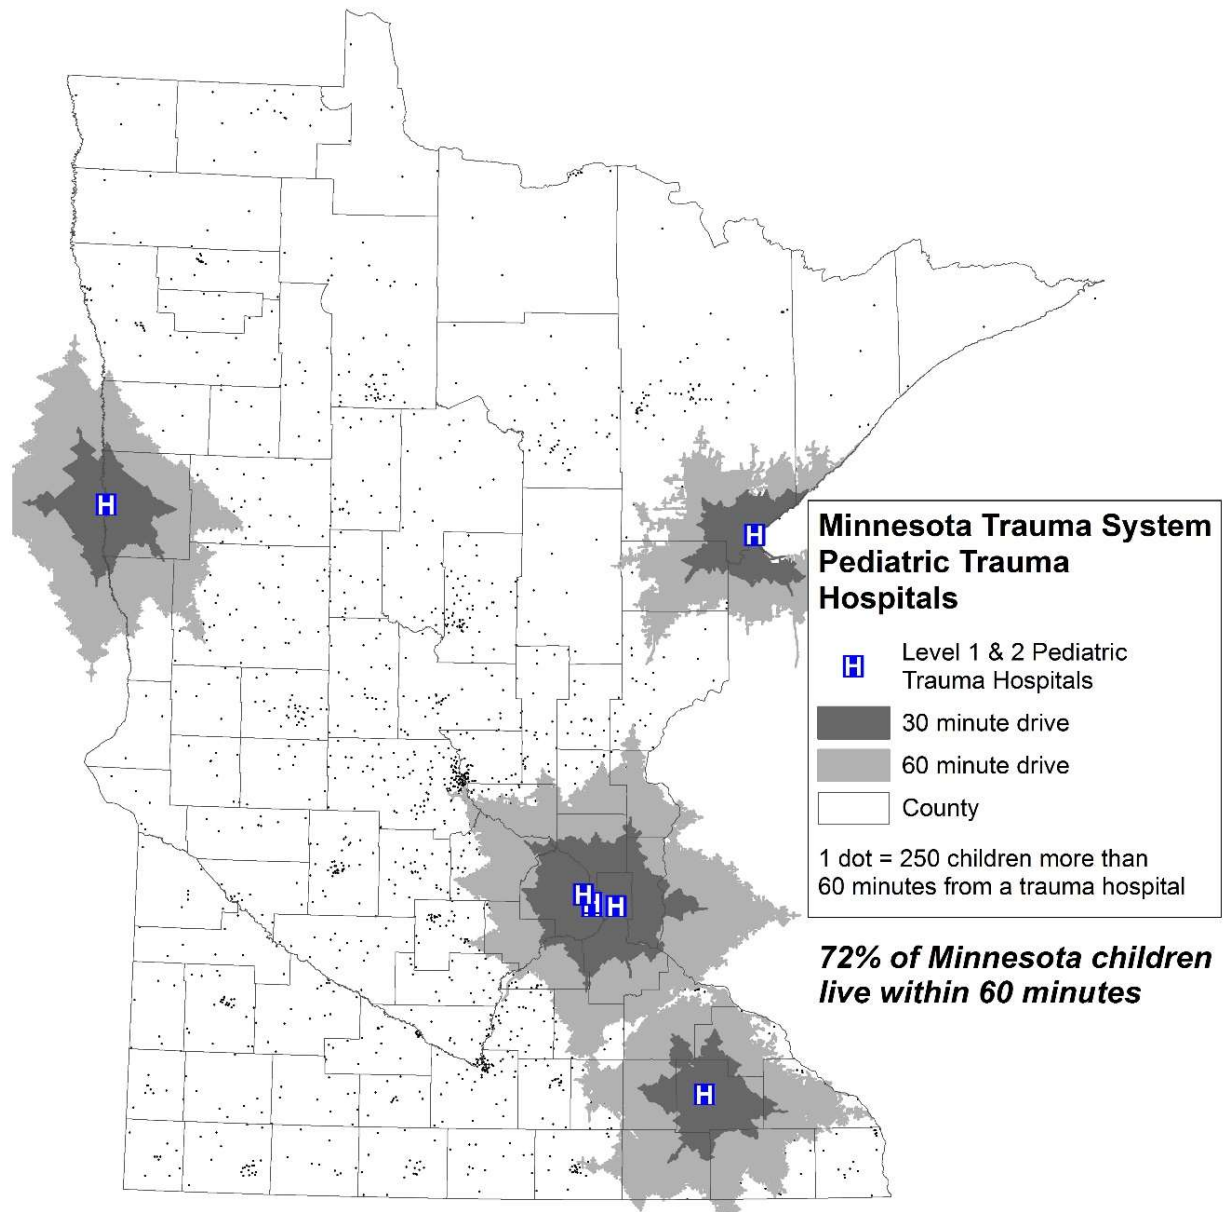 H
H
Minnesota Trauma System
Pediatric Trauma
Hospitals
H
Level 1 & 2 Pediatric
Trauma Hospitals
30 minute drive
60 minute drive
County
1 dot = 250 children more than
60 minutes from a trauma hospital
H
H
H
72% of Minnesota children
live within 60 minutes
H